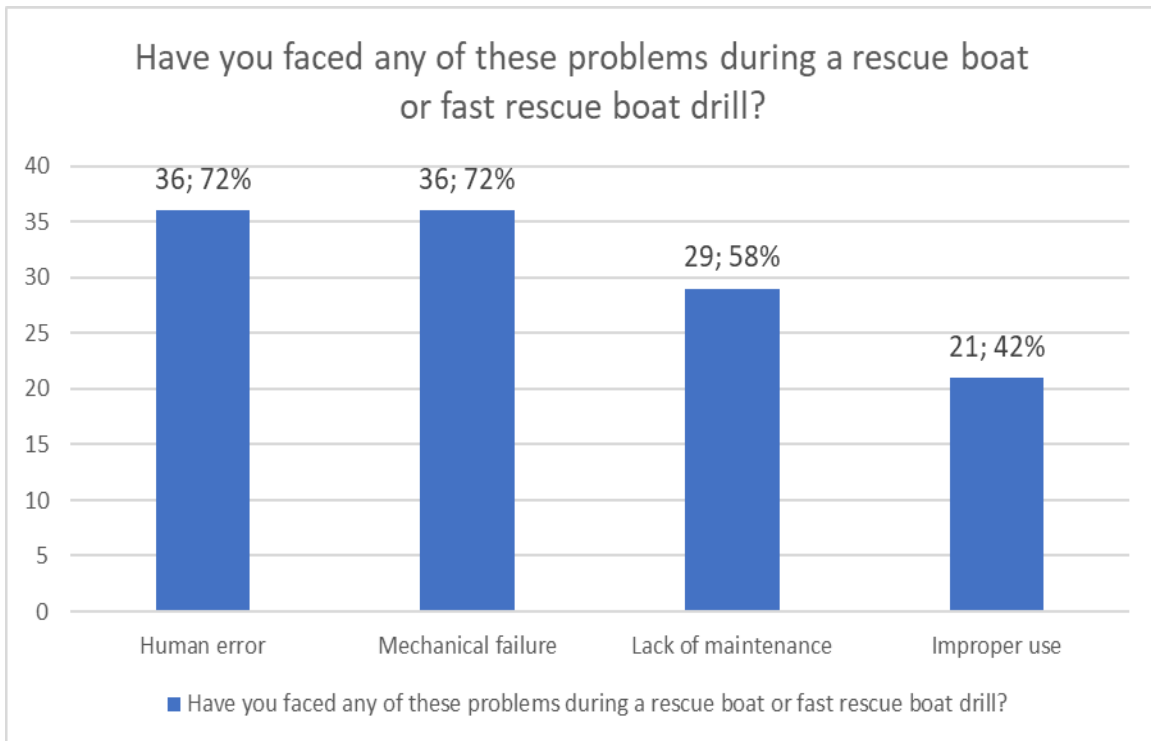 Have you faced any of these problems during a rescue boat
or fast rescue boat drill?
40
35
30
25
20
15
10
5
0
36; 72%
36; 72%
29; 58%
21; 42%
Human error
Mechanical failure
Lack of maintenance
Improper use
Have you faced any of these problems during a rescue boat or fast rescue boat drill?